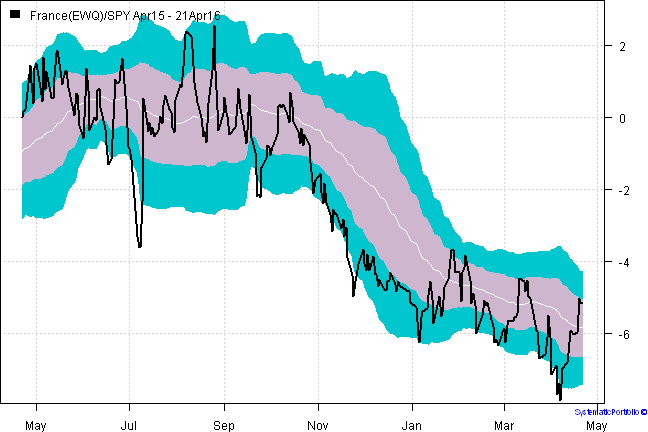 France(EWQ)/SPY Apr15 - 21Apr16
2
0
-2
-4
-6
SystematicPortfolio ©
May
Jul
Sep
Nov
Jan
Mar
May